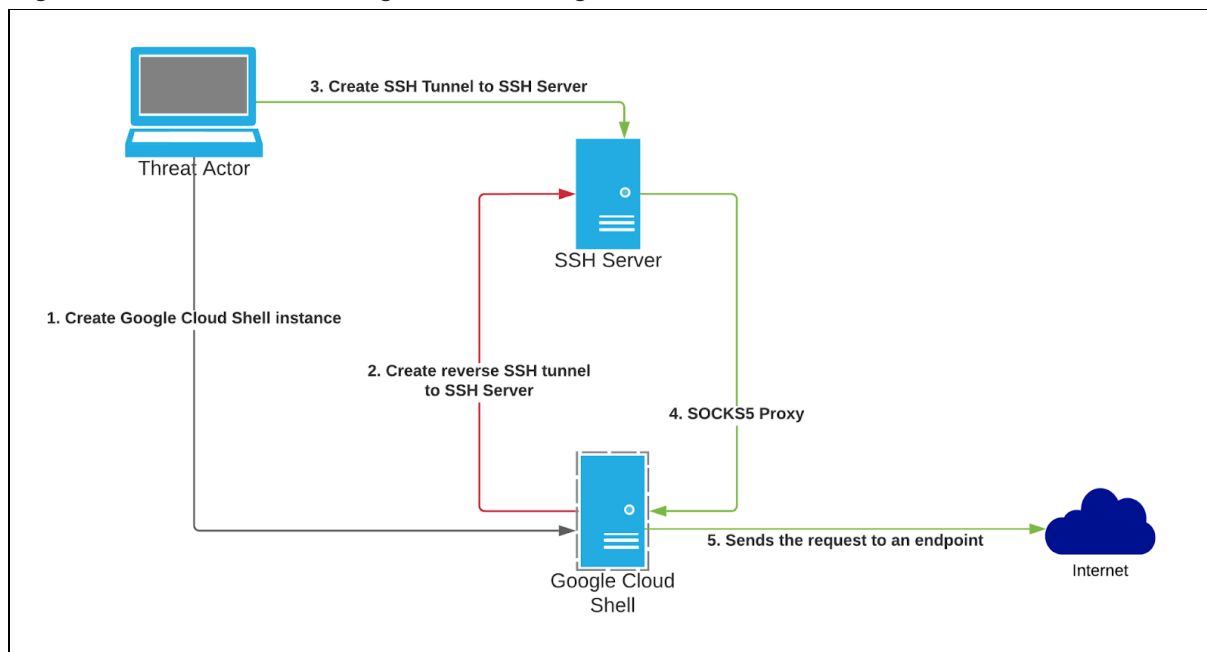 3. Create SSH Tunnel to SSH Server
Threat Actor
SSH Server
1. Create Google Cloud Shell instance
2. Create reverse SSH tunnel
to SSH Server
4. SOCKS5 Proxy
5. Sends the request to an endpoint
Internet
Google Cloud
Shell